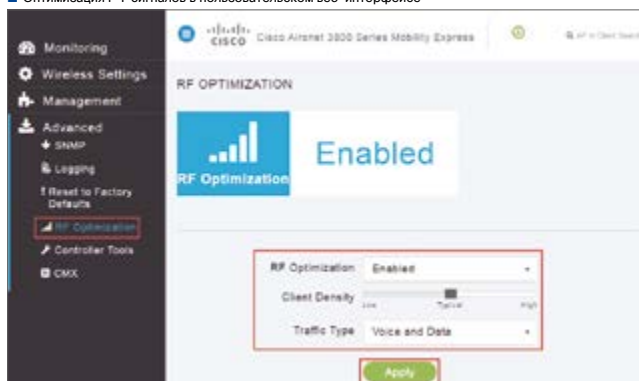 Оптимизация РЧ-сигналов в пользовательском веб-интерфейсе
CISCO Cisco Aironet 3800 Series Mobility Express
Monitoring
Wireless Settings
Management
Advanced
SNMP
Logging
Reset to Factory Defaults
RF Optimization
Controller Tools
CMX
RF OPTIMIZATION
RF Optimization
Enabled
RF Optimization Enabled
Client Density
Low Typical High
Traffic Type Voice and Data
Apply